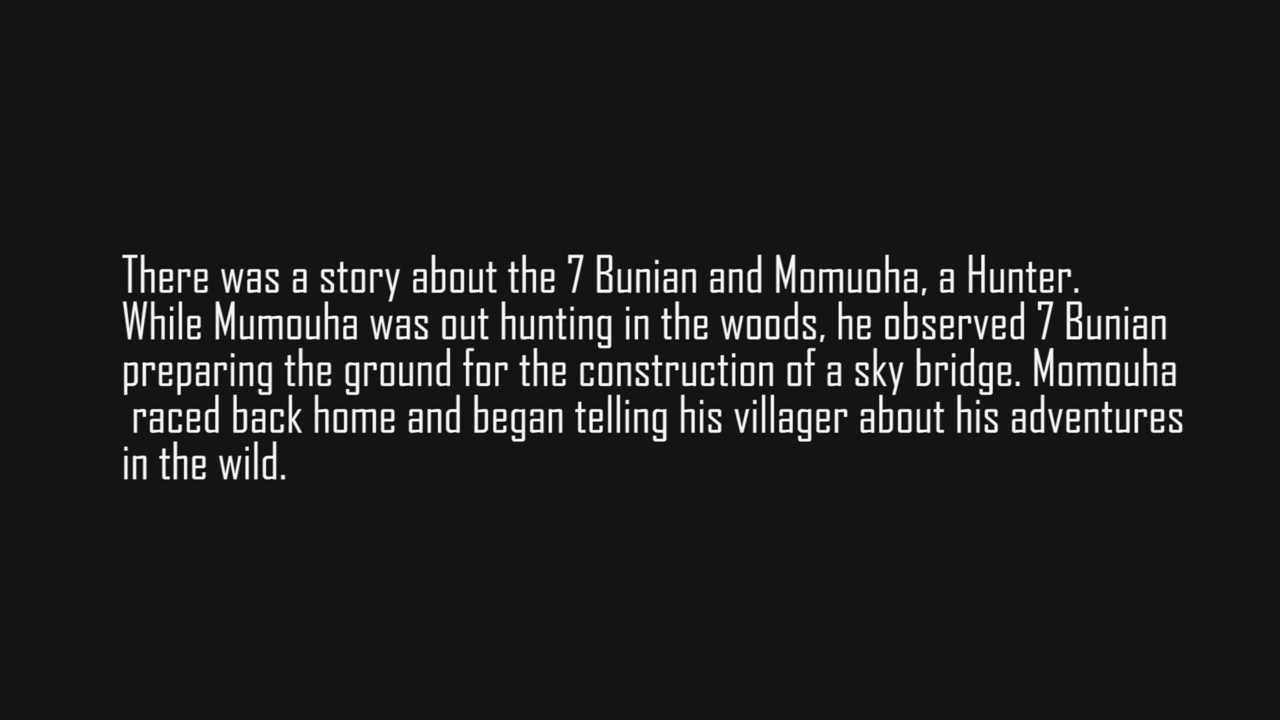 There was a story about the 7 Bunian and Momuoha, a Hunter.
While Mumouha was out hunting in the woods, he observed 7 Bunian
preparing the ground for the construction of a sky bridge. Momouha
raced back home and began telling his villager about his adventures
in the wild.